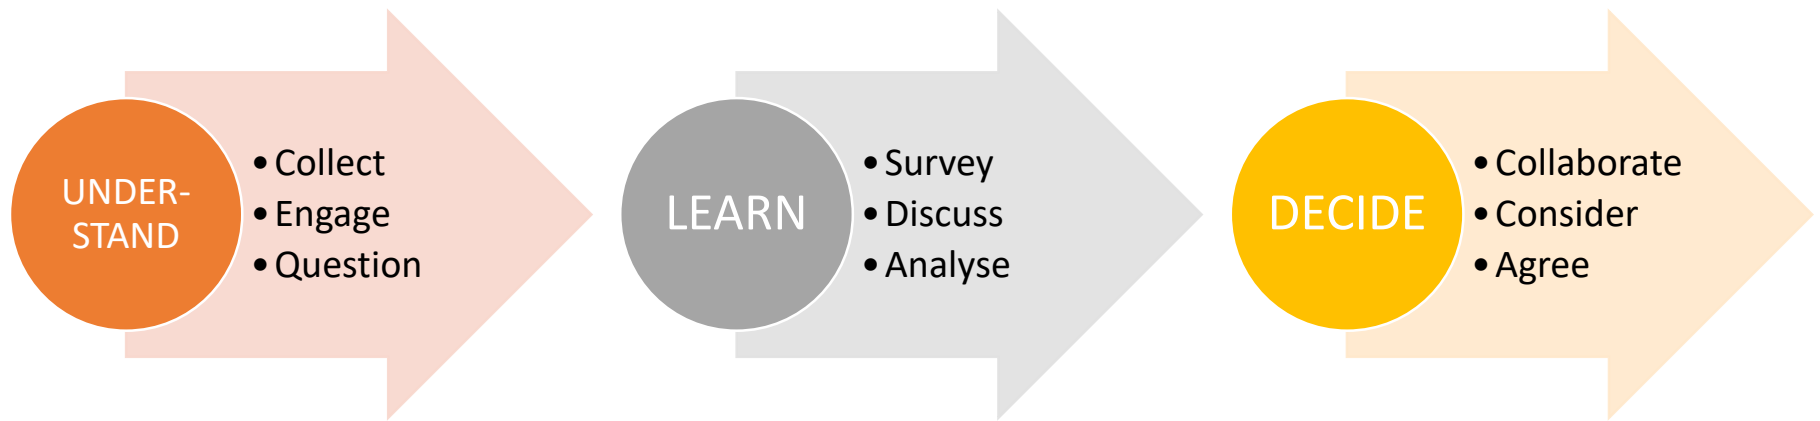 UNDER-
STAND
• Collect
• Engage
• Question
LEARN
• Survey
• Discuss
• Analyse
DECIDE
• Collaborate
• Consider
• Agree